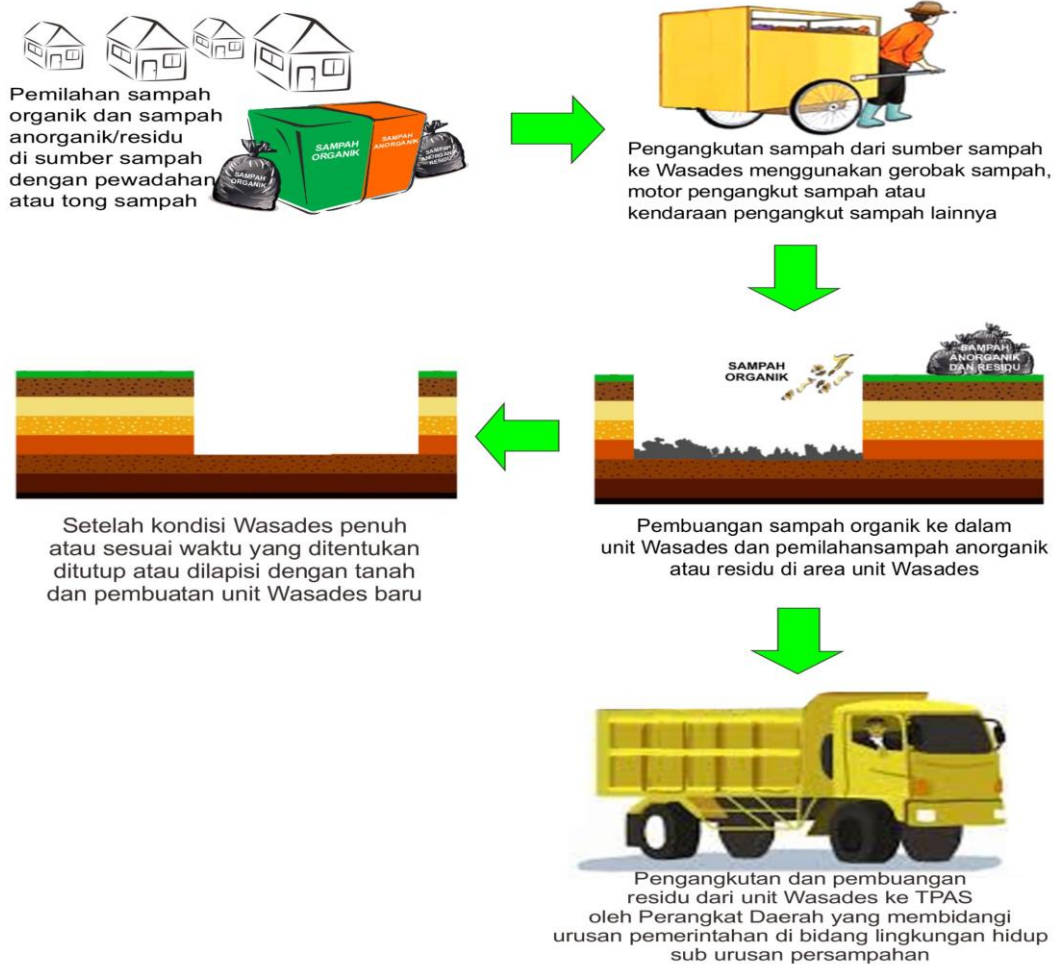 Pemilahan sampah
organik dan sampah
anorganik/residu
di sumber sampah
dengan pewadahan
atau tong sampah
SAMPAH
ORGANIK
SAMPAH
ORGANIK
SAMPAH
ANORGANIK
SAMPAH
ANORGANIK
RESIDU
Pengangkutan sampah dari sumber sampah
ke Wasades menggunakan gerobak sampah,
motor pengangkut sampah atau
kendaraan pengangkut sampah lainnya
SAMPAH
ORGANIK
SAMPAH
ANORGANIK
DAN RESIDU
Pembuangan sampah organik ke dalam
unit Wasades dan pemilahansampah anorganik
atau residu di area unit Wasades
Setelah kondisi Wasades penuh
atau sesuai waktu yang ditentukan
ditutup atau dilapisi dengan tanah
dan pembuatan unit Wasades baru
Pengangkutan dan pembuangan
residu dari unit Wasades ke TPAS
oleh Perangkat Daerah yang membidangi
urusan pemerintahan di bidang lingkungan hidup
sub urusan persampahan